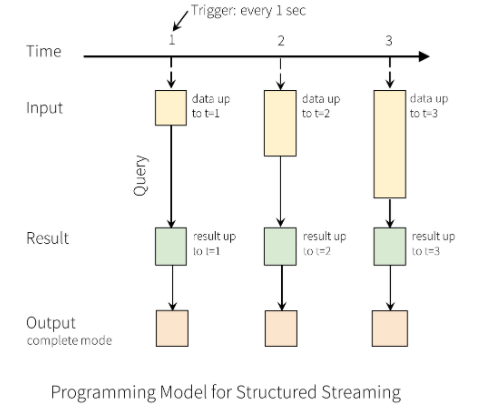 Trigger: every 1 sec
1 2 3
Time
Input
data up
to t=1
data up
to t=2
data up
to t=3
Query
Result
result up
to t=1
result up
to t=2
result up
to t=3
Output
complete mode
Programming Model for Structured Streaming